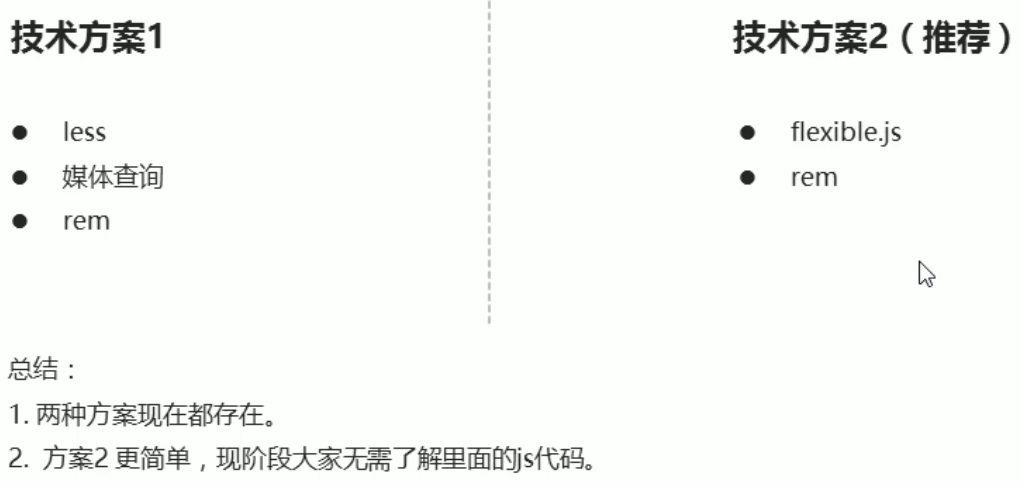 技术方案1
● less
● 媒体查询
● rem
技术方案2（推荐）
● flexible.js
● rem
总结：
1. 两种方案现在都存在。
2. 方案2 更简单，现阶段大家无需了解里面的js代码。